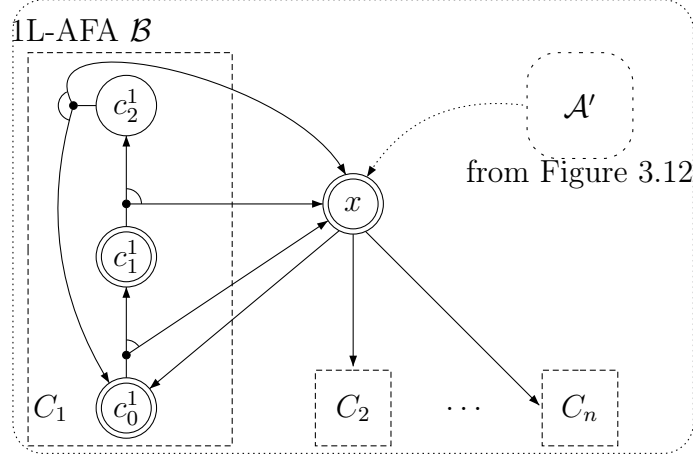 1L-AFA ℬ
c₂¹
𝒜′
from Figure 3.12
x
c₁¹
C₁
c₀¹
C₂
...
Cₙ